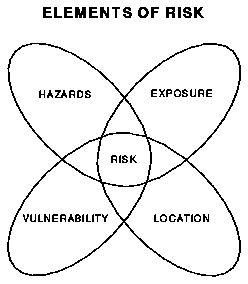 ELEMENTS OF RISK
HAZARDS
EXPOSURE
RISK
VULNERABILITY
LOCATION